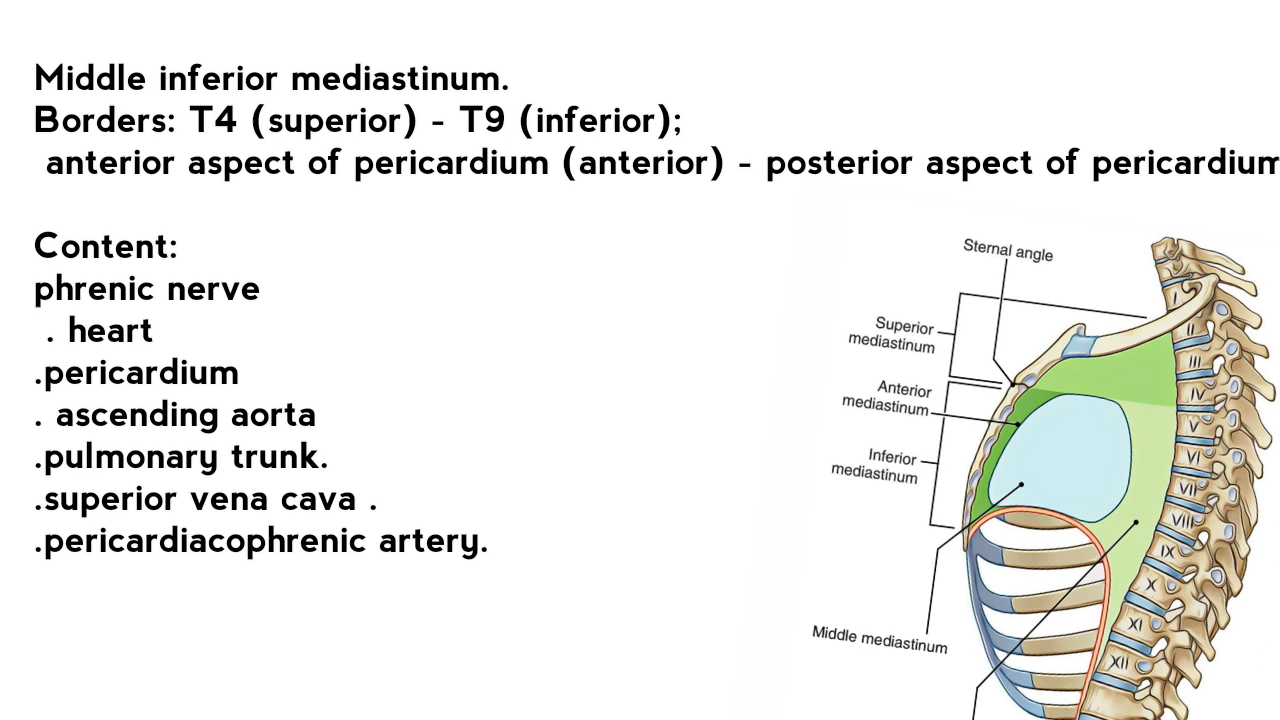 Middle inferior mediastinum.
Borders: T4 (superior) - T9 (inferior);
anterior aspect of pericardium (anterior) - posterior aspect of pericardium
Content:
phrenic nerve
. heart
.pericardium
. ascending aorta
.pulmonary trunk.
.superior vena cava .
.pericardiacophrenic artery.
Sternal angle
Superior
mediastinum
Anterior
mediastinum
Inferior
mediastinum
Middle mediastinum
I
II
III
IV
V
VI
VII
VIII
IX
X
XI
XII